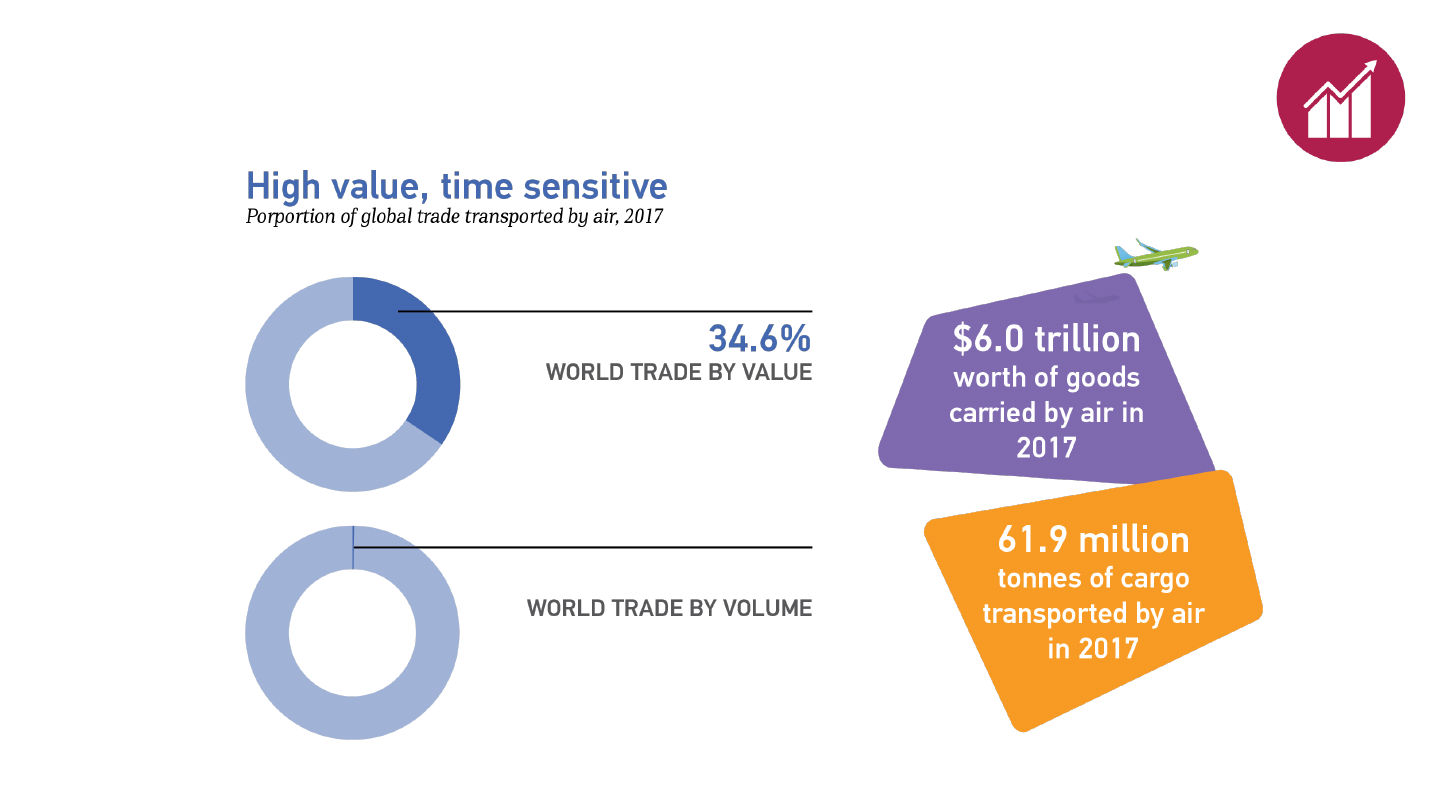 High value, time sensitive
Porportion of global trade transported by air, 2017
34.6%
WORLD TRADE BY VALUE
WORLD TRADE BY VOLUME
$6.0 trillion
worth of goods
carried by air in
2017
61.9 million
tonnes of cargo
transported by air
in 2017